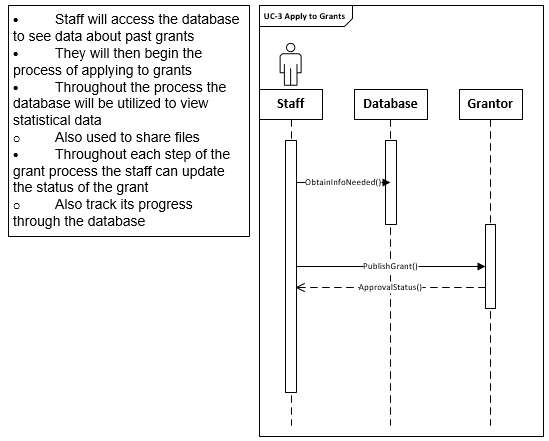 • Staff will access the database
to see data about past grants
• They will then begin the
process of applying to grants
• Throughout the process the
database will be utilized to view
statistical data
o Also used to share files
• Throughout each step of the
grant process the staff can update
the status of the grant
o Also track its progress
through the database
UC-3 Apply to Grants
Staff
Database
Grantor
ObtainInfoNeeded()
PublishGrant()
ApprovalStatus()